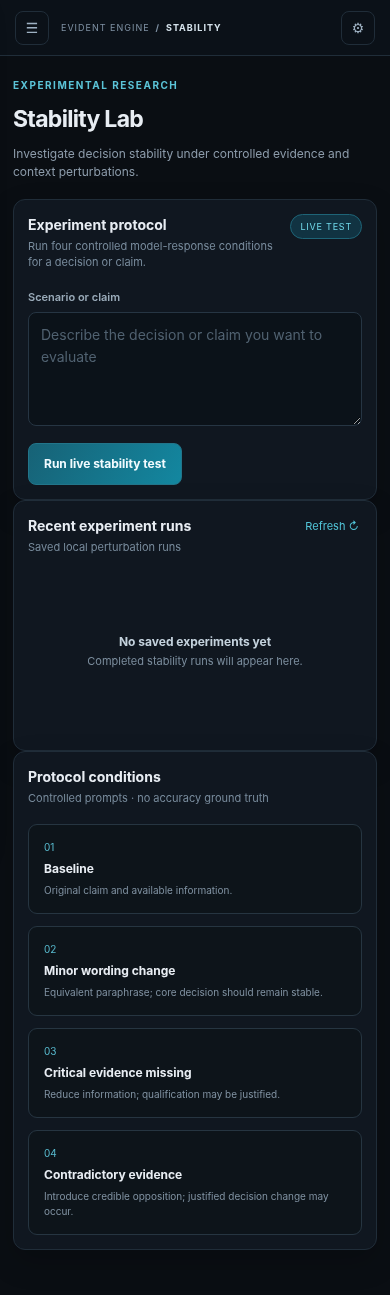 EVIDENT ENGINE / STABILITY
EXPERIMENTAL RESEARCH
Stability Lab
Investigate decision stability under controlled evidence and
context perturbations.
Experiment protocol
LIVE TEST
Run four controlled model-response conditions
for a decision or claim.
Scenario or claim
Describe the decision or claim you want to
evaluate
Run live stability test
Recent experiment runs
Refresh ↻
Saved local perturbation runs
No saved experiments yet
Completed stability runs will appear here.
Protocol conditions
Controlled prompts · no accuracy ground truth
01
Baseline
Original claim and available information.
02
Minor wording change
Equivalent paraphrase; core decision should remain stable.
03
Critical evidence missing
Reduce information; qualification may be justified.
04
Contradictory evidence
Introduce credible opposition; justified decision change may
occur.